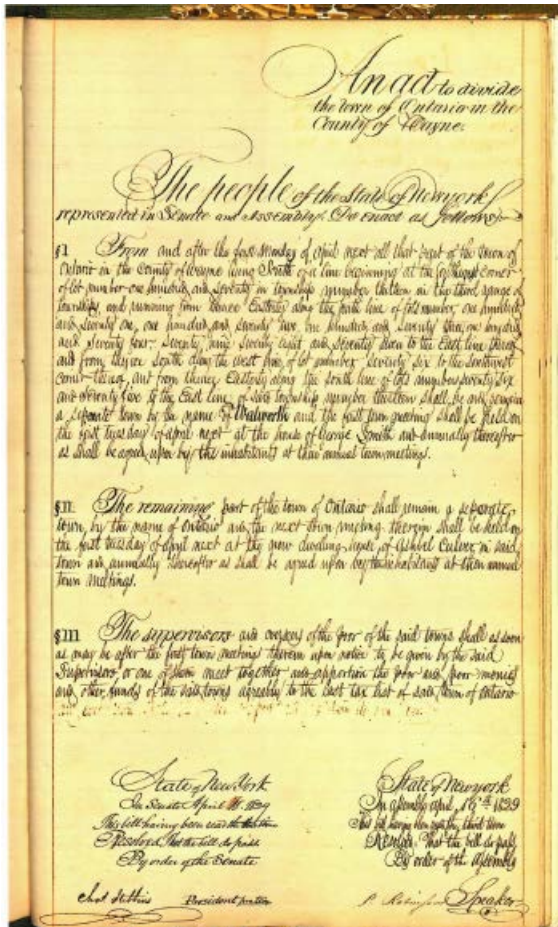 An act to divide
the town of Ontario in the
County of Wayne.
The people of the State of New york
represented in Senate and Assembly, Do enact as follows
§I From and after the first Monday of April next all that part of the town of
Ontario in the County of Wayne lying South of a line beginning at the corner
of lot number one hundred and seventy in township number thirteen in the third range of
townships, and running from thence Easterly along the line of lots number one hundred
and seventy one, one hundred and seventy two, one hundred and seventy three, one hundred
and seventy four, seventy nine seventy eight, and seventy seven to the East line thereof
and from thence south along the west line of lot number seventy six to the southwest
corner thereof and from thence Easterly along the south line of lots number seventy six
and seventy five to the East line of said township number thirteen shall be and remain
a separate town by the name of Walworth and the first town meeting shall be held on
the first tuesday of april next at the house of George Smith and annually thereafter
as shall be agreed upon by the inhabitants at their annual town meetings.
§II. The remaining part of the town of Ontario shall remain a separate
town, by the name of Ontario and the next town meeting therein shall be held on
the first tuesday of april next at the now dwelling house of Ashbel Culver in said
town and annually thereafter as shall be agreed upon by the inhabitants at their annual
town meetings.
§III The supervisors and overseers of the poor of the said towns shall as soon
as may be after the first town meetings therein upon notice to be given by the said
Supervisors or one of them meet together and apportion the poor and poor monies
and other funds of the said towns agreably to the last tax list of said town of Ontario
State of New York
In Senate April 1839
This bill having been read the third time
Resolved, That the bill do pass
By order of the Senate
President protem
State of New york
In assembly april 16th 1839
This bill having been read the third time
Resolved, That the bill do pass
By order of the Assembly
Speaker